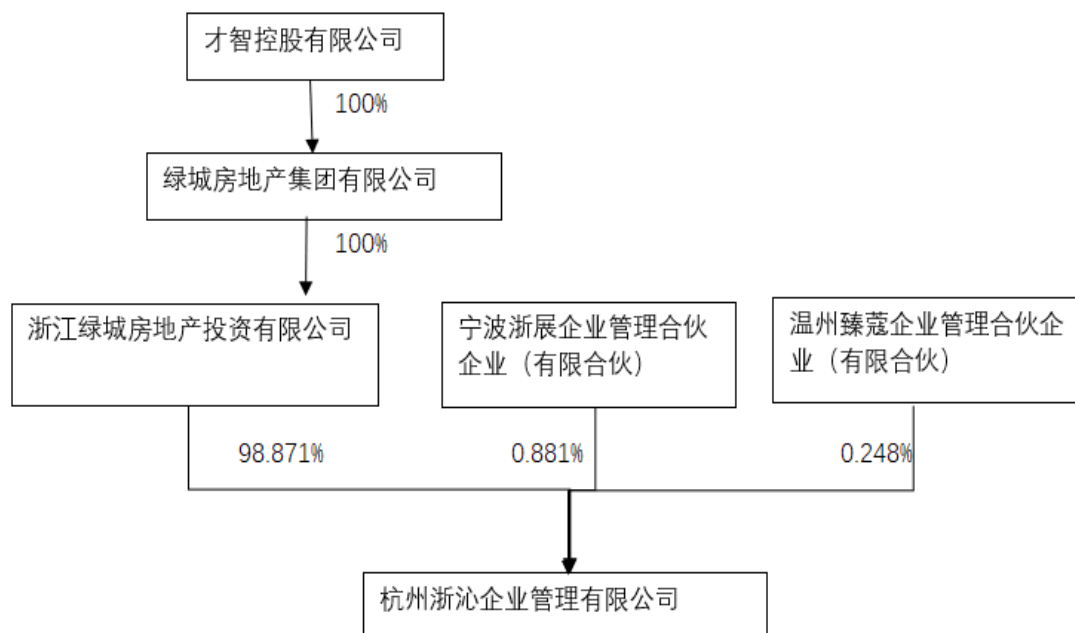 才智控股有限公司
100%
绿城房地产集团有限公司
100%
浙江绿城房地产投资有限公司
宁波浙展企业管理合伙
企业（有限合伙）
温州臻蔻企业管理合伙企
业（有限合伙）
98.871%
0.881%
0.248%
杭州浙沁企业管理有限公司